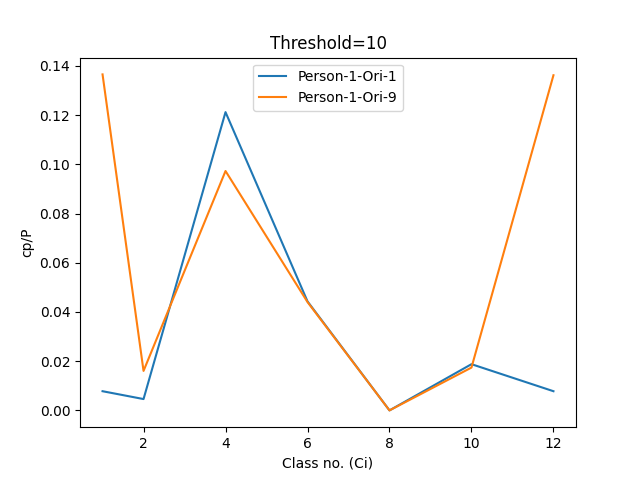 Threshold=10
Person-1-Ori-1
Person-1-Ori-9
cp/P
0.14
0.12
0.10
0.08
0.06
0.04
0.02
0.00
2 4 6 8 10 12
Class no. (Ci)